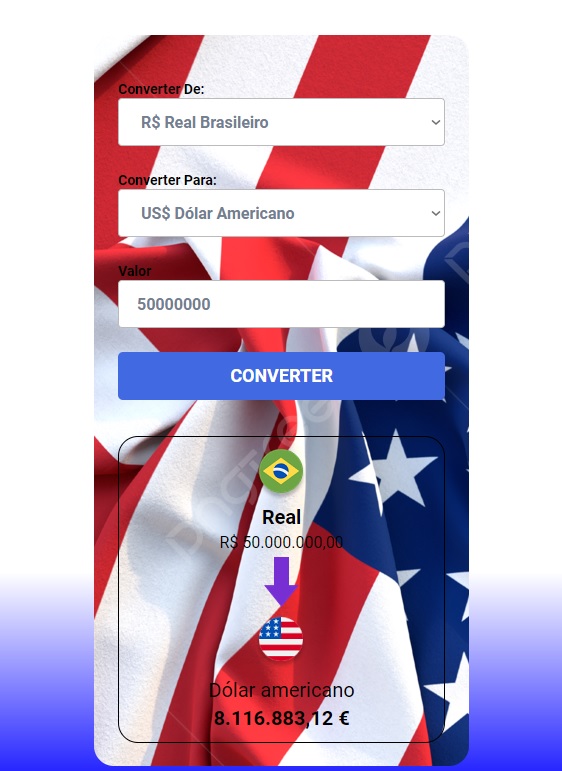 Converter De:
R$ Real Brasileiro
Converter Para:
US$ Dólar Americano
Valor
50000000
CONVERTER
Real
R$ 50.000.000,00
Dólar americano
8.116.883,12 €